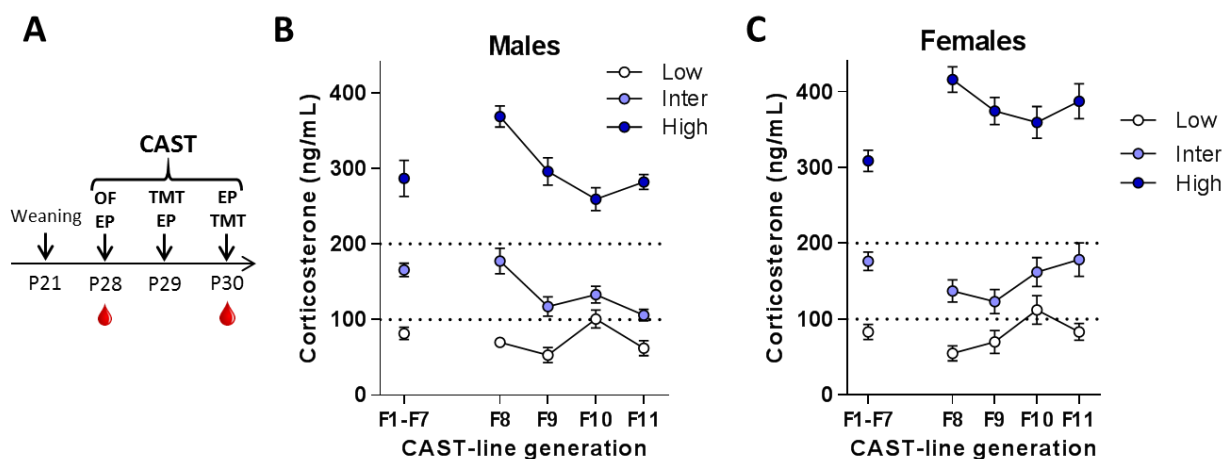 A
CAST
OF TMT EP
Weaning EP EP TMT
P21 P28 P29 P30
B
Males
Low
Inter
High
Corticosterone (ng/mL)
400
300
200
100
0
F1-F7 F8 F9 F10 F11
CAST-line generation
C
Females
Low
Inter
High
Corticosterone (ng/mL)
400
300
200
100
0
F1-F7 F8 F9 F10 F11
CAST-line generation